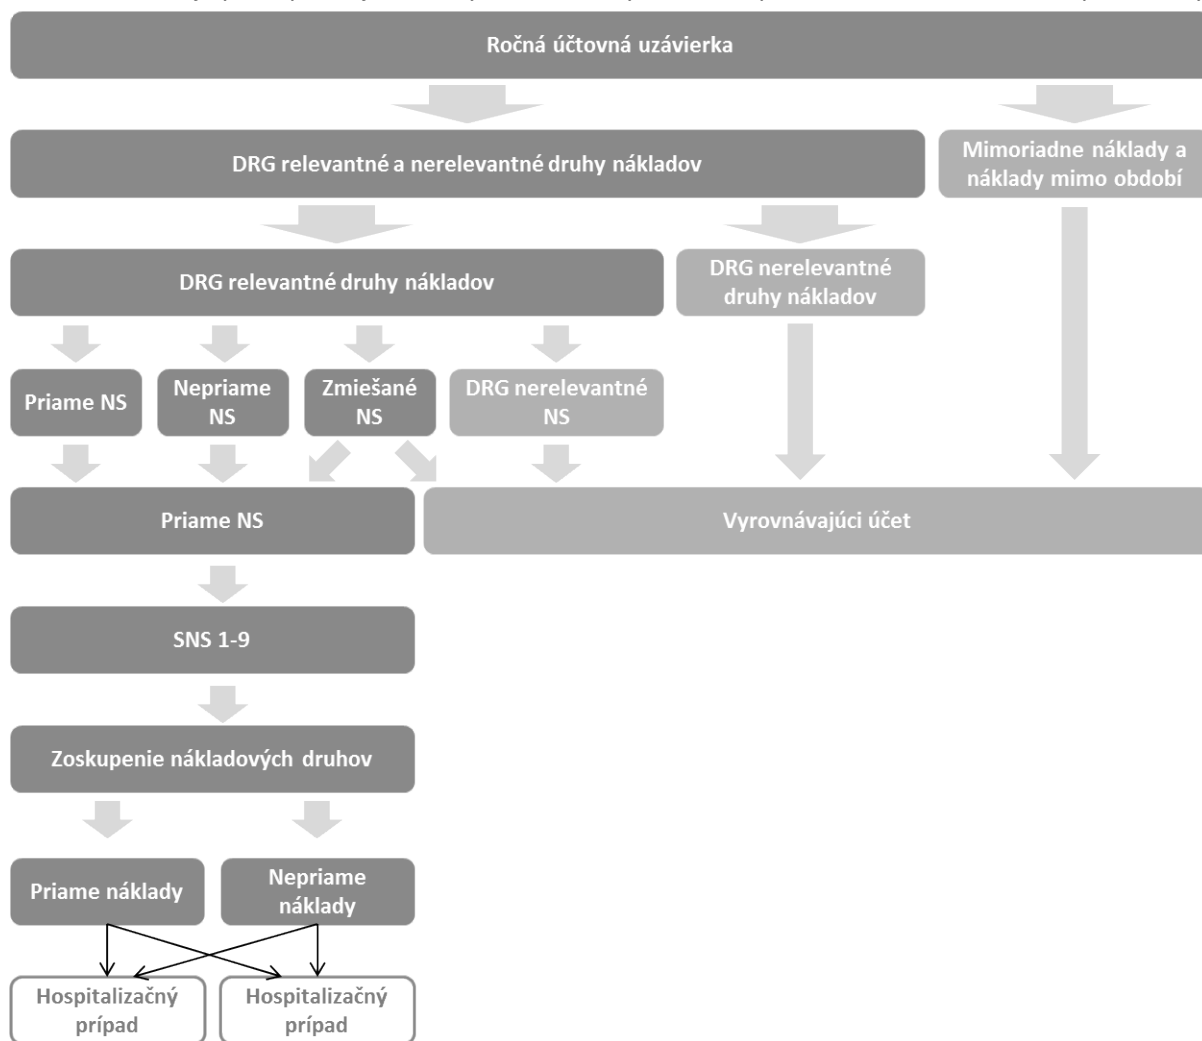 Ročná účtovná uzávierka
DRG relevantné a nerelevantné druhy nákladov
Mimoriadne náklady a
náklady mimo období
DRG relevantné druhy nákladov
DRG nerelevantné
druhy nákladov
Priame NS
Nepriame
NS
Zmiešané
NS
DRG nerelevantné
NS
Priame NS
Vyrovnávajúci účet
SNS 1-9
Zoskupenie nákladových druhov
Priame náklady
Nepriame
náklady
Hospitalizačný
prípad
Hospitalizačný
prípad